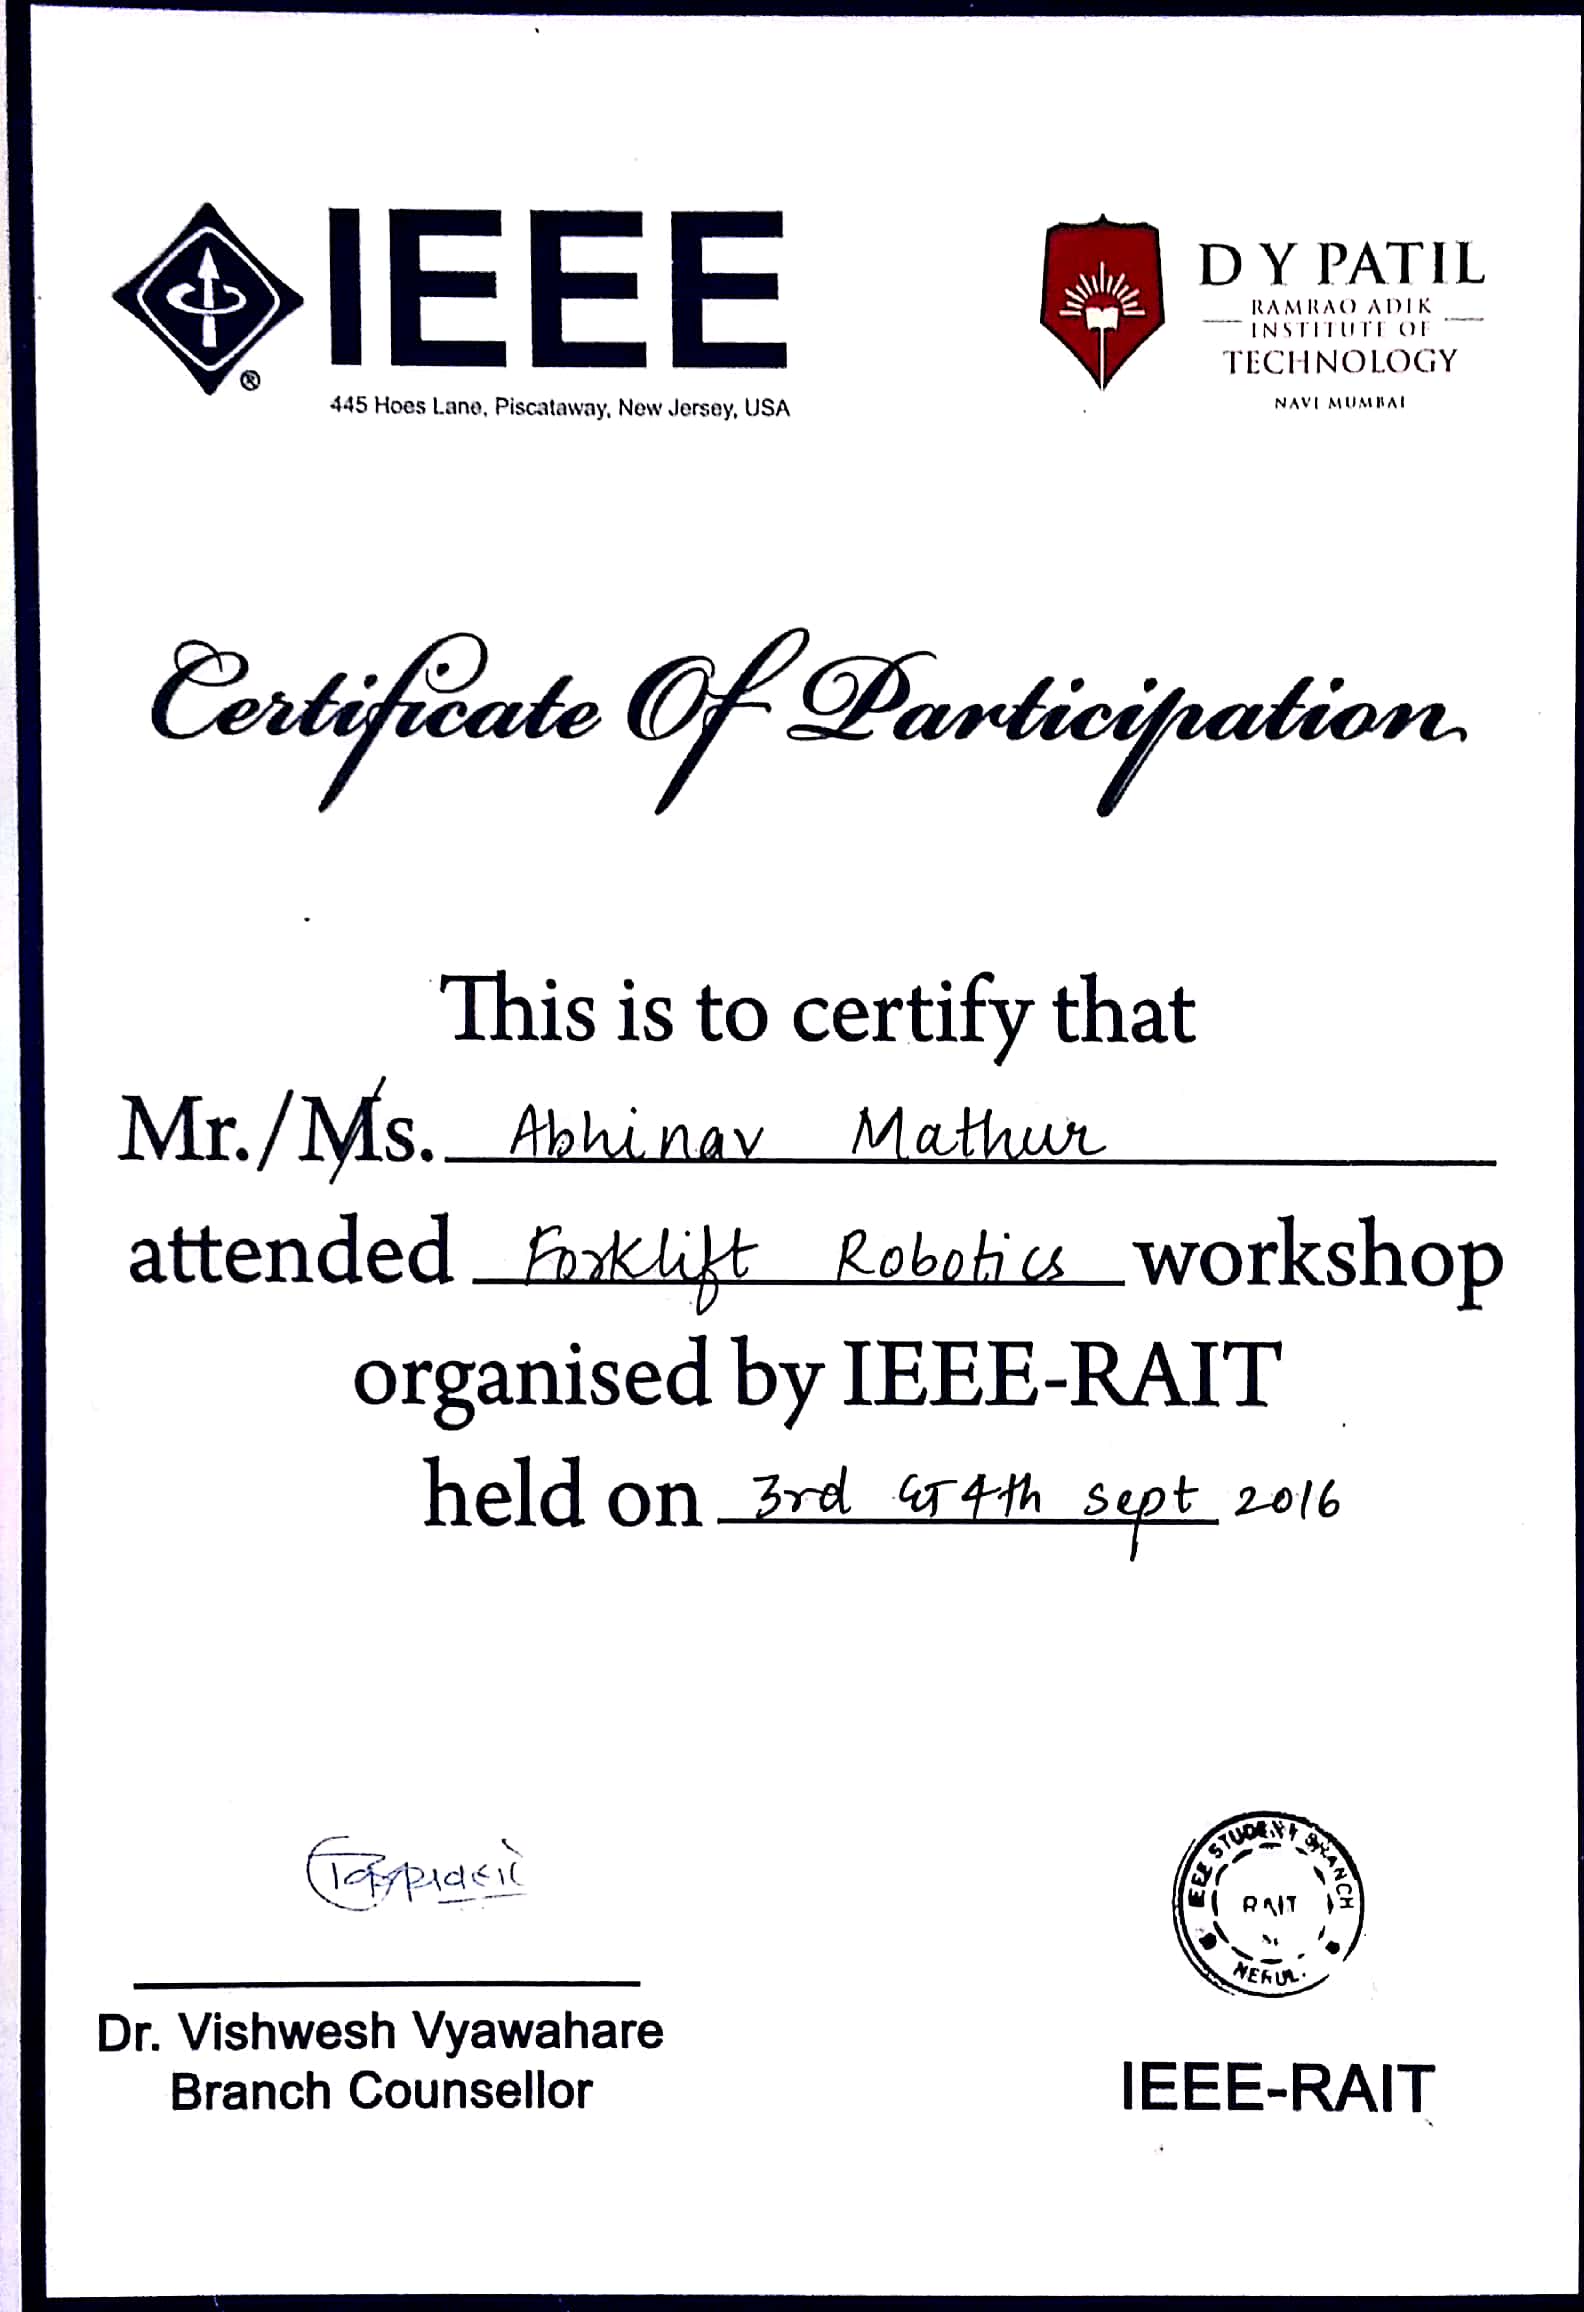 IEEE
®
445 Hoes Lane, Piscataway, New Jersey, USA
D Y PATIL
RAMRAO ADIK
INSTITUTE OF
TECHNOLOGY
NAVI MUMBAI
Certificate Of Participation
This is to certify that
Mr./Ms. Abhinav Mathur
attended Forklift Robotics workshop
organised by IEEE-RAIT
held on 3rd & 4th Sept 2016
IEEE STUDENT BRANCH
RAIT
NERUL.
Dr. Vishwesh Vyawahare
Branch Counsellor
IEEE-RAIT